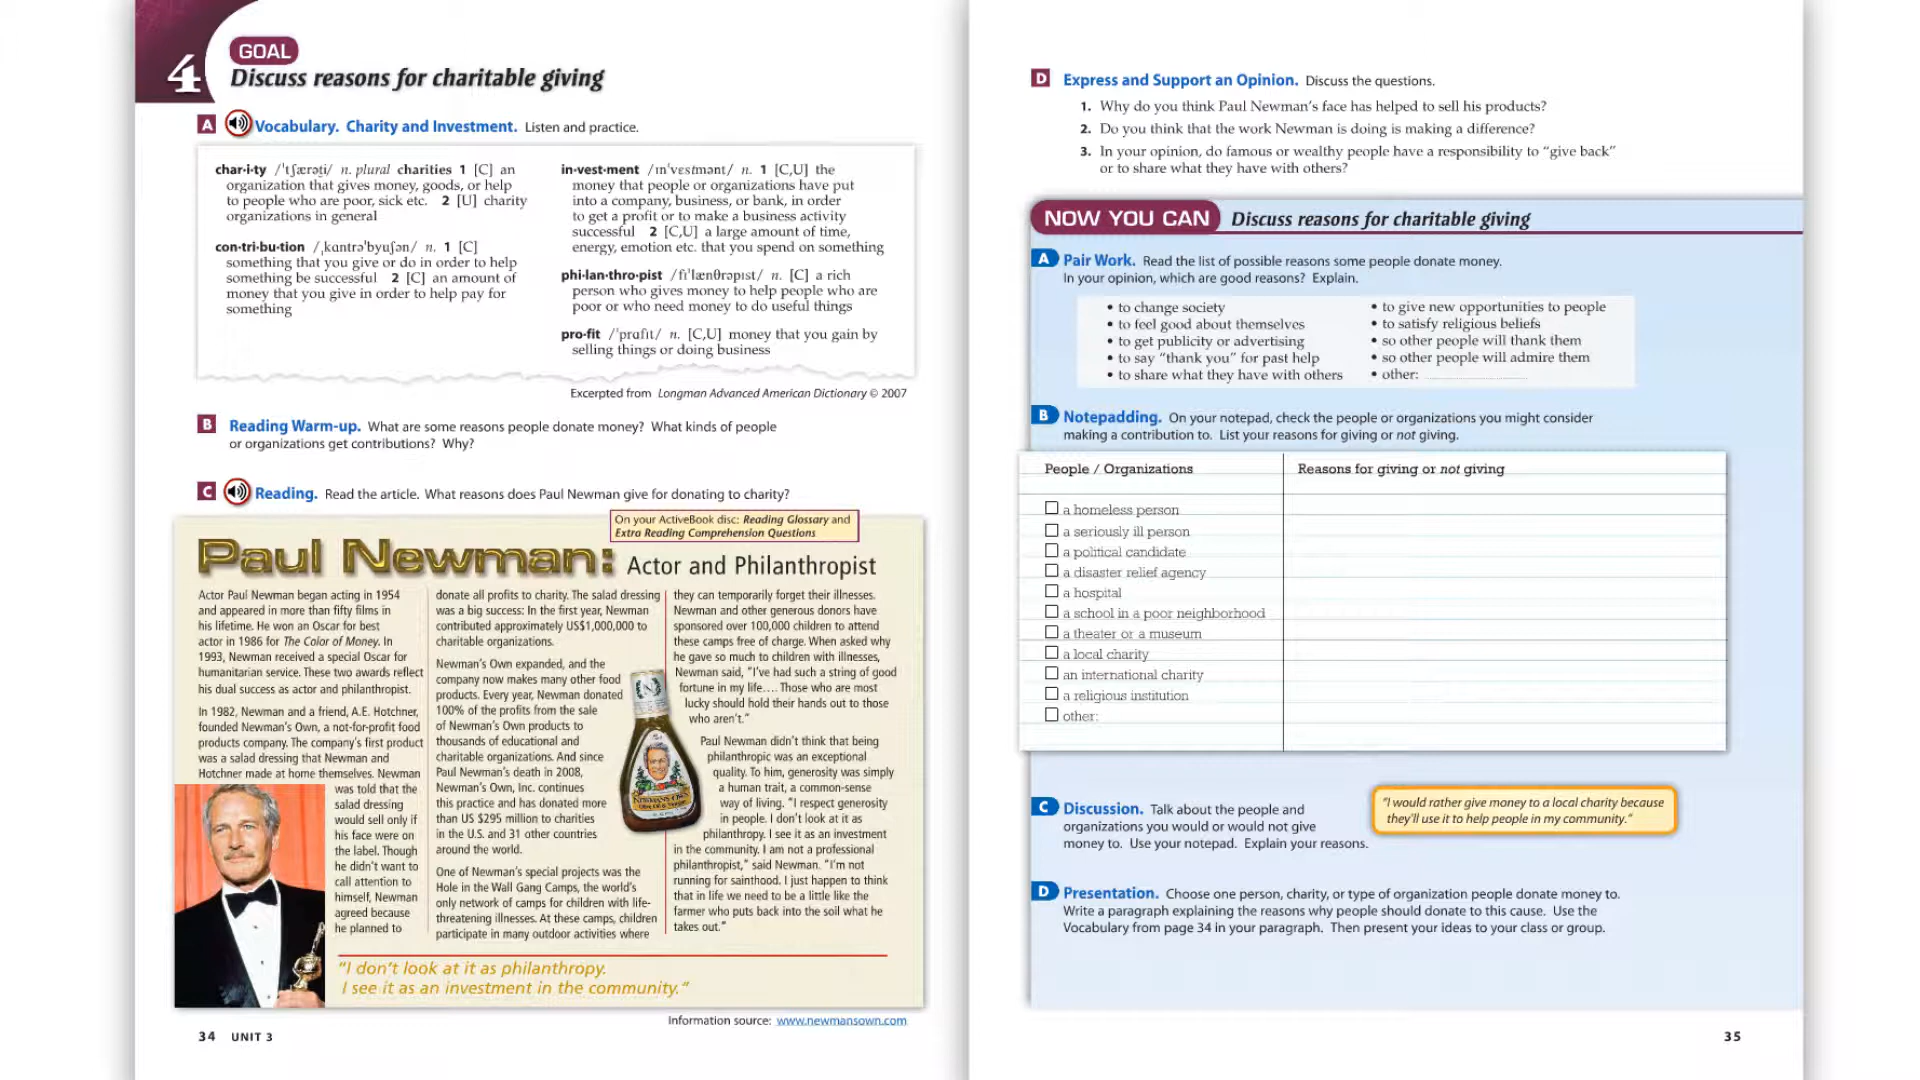 4
GOAL
Discuss reasons for charitable giving
A Vocabulary. Charity and Investment. Listen and practice.
char·i·ty /ˈtʃærəṭi/ n. plural charities 1 [C] an
organization that gives money, goods, or help
to people who are poor, sick etc. 2 [U] charity
organizations in general
con·tri·bu·tion /ˌkɑntrəˈbyuʃən/ n. 1 [C]
something that you give or do in order to help
something be successful 2 [C] an amount of
money that you give in order to help pay for
something
in·vest·ment /ɪnˈvɛstmənt/ n. 1 [C,U] the
money that people or organizations have put
into a company, business, or bank, in order
to get a profit or to make a business activity
successful 2 [C,U] a large amount of time,
energy, emotion etc. that you spend on something
phi·lan·thro·pist /fɪˈlænθrəpɪst/ n. [C] a rich
person who gives money to help people who are
poor or who need money to do useful things
pro·fit /ˈprɑfɪt/ n. [C,U] money that you gain by
selling things or doing business
Excerpted from Longman Advanced American Dictionary © 2007
B Reading Warm-up. What are some reasons people donate money? What kinds of people
or organizations get contributions? Why?
C Reading. Read the article. What reasons does Paul Newman give for donating to charity?
On your ActiveBook disc: Reading Glossary and
Extra Reading Comprehension Questions
Paul Newman: Actor and Philanthropist
Actor Paul Newman began acting in 1954
and appeared in more than fifty films in
his lifetime. He won an Oscar for best
actor in 1986 for The Color of Money. In
1993, Newman received a special Oscar for
humanitarian service. These two awards reflect
his dual success as actor and philanthropist.
In 1982, Newman and a friend, A.E. Hotchner,
founded Newman's Own, a not-for-profit food
products company. The company's first product
was a salad dressing that Newman and
Hotchner made at home themselves. Newman
was told that the
salad dressing
would sell only if
his face were on
the label. Though
he didn't want to
call attention to
himself, Newman
agreed because
he planned to
donate all profits to charity. The salad dressing
was a big success: In the first year, Newman
contributed approximately US$1,000,000 to
charitable organizations.
Newman's Own expanded, and the
company now makes many other food
products. Every year, Newman donated
100% of the profits from the sale
of Newman's Own products to
thousands of educational and
charitable organizations. And since
Paul Newman's death in 2008,
Newman's Own, Inc. continues
this practice and has donated more
than US $295 million to charities
in the U.S. and 31 other countries
around the world.
One of Newman's special projects was the
Hole in the Wall Gang Camps, the world's
only network of camps for children with life-
threatening illnesses. At these camps, children
participate in many outdoor activities where
they can temporarily forget their illnesses.
Newman and other generous donors have
sponsored over 100,000 children to attend
these camps free of charge. When asked why
he gave so much to children with illnesses,
Newman said, "I've had such a string of good
fortune in my life…. Those who are most
lucky should hold their hands out to those
who aren't."
Paul Newman didn't think that being
philanthropic was an exceptional
quality. To him, generosity was simply
a human trait, a common-sense
way of living. "I respect generosity
in people. I don't look at it as
philanthropy. I see it as an investment
in the community. I am not a professional
philanthropist," said Newman. "I'm not
running for sainthood. I just happen to think
that in life we need to be a little like the
farmer who puts back into the soil what he
takes out."
"I don't look at it as philanthropy.
I see it as an investment in the community."
Information source: www.newmansown.com
34 UNIT 3
D Express and Support an Opinion. Discuss the questions.
1. Why do you think Paul Newman's face has helped to sell his products?
2. Do you think that the work Newman is doing is making a difference?
3. In your opinion, do famous or wealthy people have a responsibility to "give back"
or to share what they have with others?
NOW YOU CAN Discuss reasons for charitable giving
A Pair Work. Read the list of possible reasons some people donate money.
In your opinion, which are good reasons? Explain.
• to change society
• to feel good about themselves
• to get publicity or advertising
• to say "thank you" for past help
• to share what they have with others
• to give new opportunities to people
• to satisfy religious beliefs
• so other people will thank them
• so other people will admire them
• other:
B Notepadding. On your notepad, check the people or organizations you might consider
making a contribution to. List your reasons for giving or not giving.
People / Organizations Reasons for giving or not giving
a homeless person
a seriously ill person
a political candidate
a disaster relief agency
a hospital
a school in a poor neighborhood
a theater or a museum
a local charity
an international charity
a religious institution
other:
C Discussion. Talk about the people and
organizations you would or would not give
money to. Use your notepad. Explain your reasons.
"I would rather give money to a local charity because
they'll use it to help people in my community."
D Presentation. Choose one person, charity, or type of organization people donate money to.
Write a paragraph explaining the reasons why people should donate to this cause. Use the
Vocabulary from page 34 in your paragraph. Then present your ideas to your class or group.
35